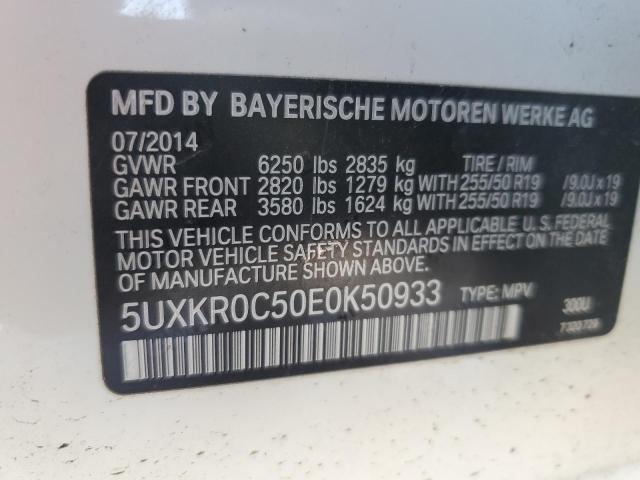 MFD BY BAYERISCHE MOTOREN WERKE AG
07/2014
GVWR 6250 lbs 2835 kg TIRE / RIM
GAWR FRONT 2820 lbs 1279 kg WITH 255/50 R19 /9.0J x 19
GAWR REAR 3580 lbs 1624 kg WITH 255/50 R19 /9.0J x 19
THIS VEHICLE CONFORMS TO ALL APPLICABLE U. S. FEDERAL
MOTOR VEHICLE SAFETY STANDARDS IN EFFECT ON THE DATE
OF MANUFACTURE SHOWN ABOVE.
5UXKR0C50E0K50933 TYPE: MPV 300U